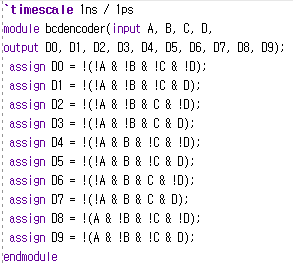 `timescale 1ns / 1ps
module bcdencoder(input A, B, C, D,
output D0, D1, D2, D3, D4, D5, D6, D7, D8, D9);
assign D0 = !(!A & !B & !C & !D);
assign D1 = !(!A & !B & !C & D);
assign D2 = !(!A & !B & C & !D);
assign D3 = !(!A & !B & C & D);
assign D4 = !(!A & B & !C & !D);
assign D5 = !(!A & B & !C & D);
assign D6 = !(!A & B & C & !D);
assign D7 = !(!A & B & C & D);
assign D8 = !(A & !B & !C & !D);
assign D9 = !(A & !B & !C & D);
endmodule